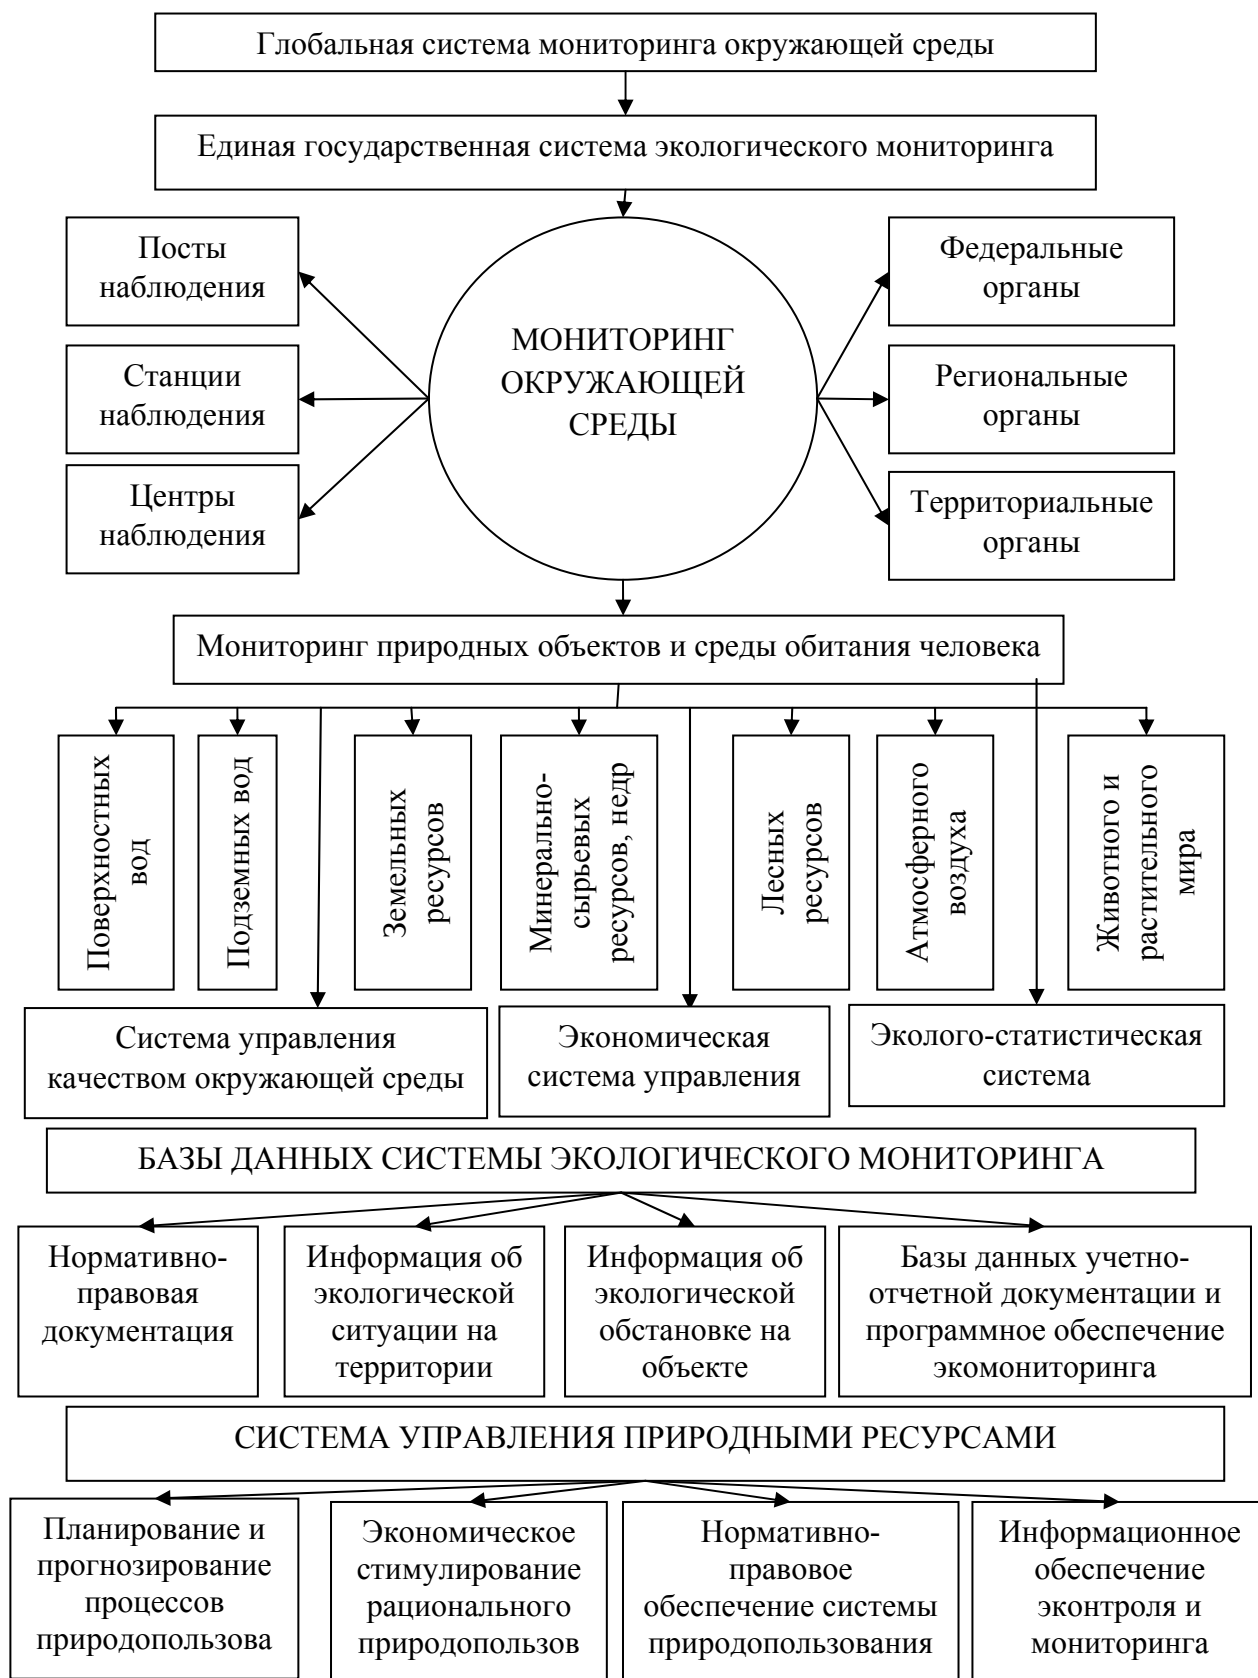 Глобальная система мониторинга окружающей среды
Единая государственная система экологического мониторинга
Посты
наблюдения
Станции
наблюдения
Центры
наблюдения
МОНИТОРИНГ
ОКРУЖАЮЩЕЙ
СРЕДЫ
Федеральные
органы
Региональные
органы
Территориальные
органы
Мониторинг природных объектов и среды обитания человека
Поверхностных
вод
Подземных вод
Земельных
ресурсов
Минерально-
сырьевых
ресурсов, недр
Лесных
ресурсов
Атмосферного
воздуха
Животного и
растительного
мира
Система управления
качеством окружающей среды
Экономическая
система управления
Эколого-статистическая
система
БАЗЫ ДАННЫХ СИСТЕМЫ ЭКОЛОГИЧЕСКОГО МОНИТОРИНГА
Нормативно-
правовая
документация
Информация об
экологической
ситуации на
территории
Информация об
экологической
обстановке на
объекте
Базы данных учетно-
отчетной документации и
программное обеспечение
экомониторинга
СИСТЕМА УПРАВЛЕНИЯ ПРИРОДНЫМИ РЕСУРСАМИ
Планирование и
прогнозирование
процессов
природопользова
Экономическое
стимулирование
рационального
природопользов
Нормативно-
правовое
обеспечение системы
природопользования
Информационное
обеспечение
эконтроля и
мониторинга